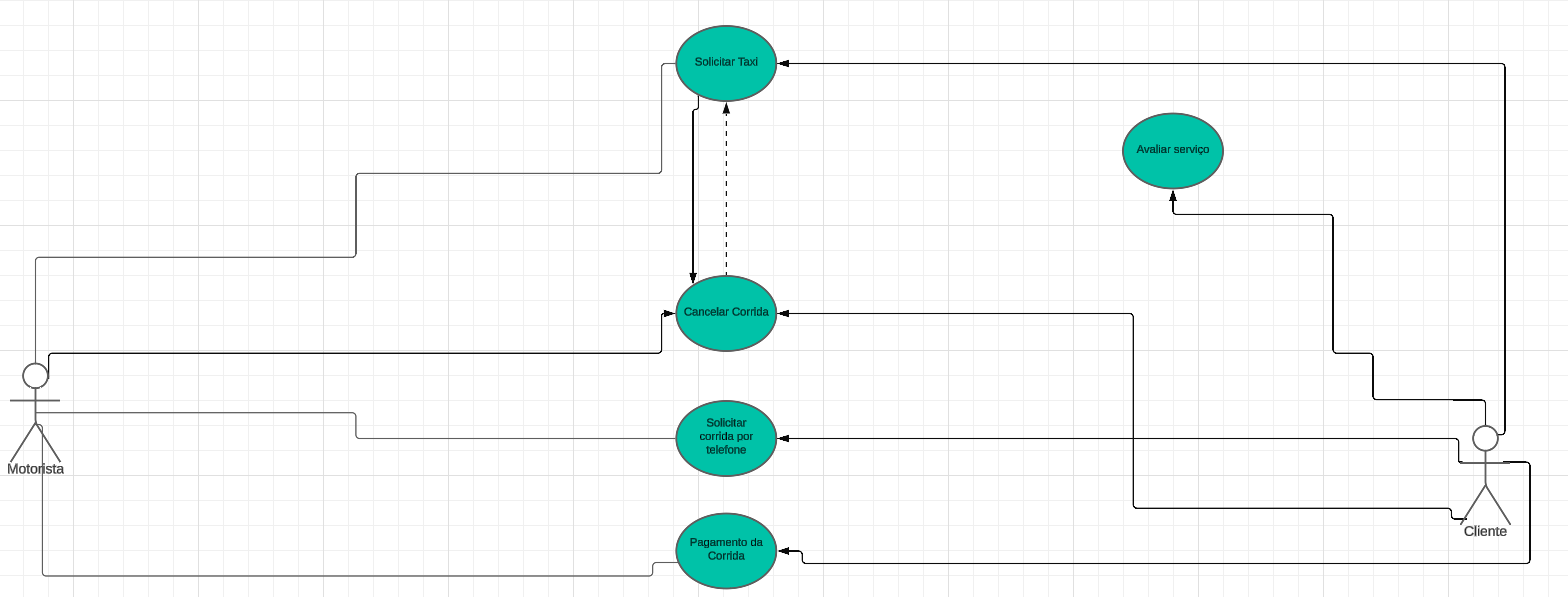 Solicitar Taxi
Avaliar serviço
Cancelar Corrida
Solicitar
corrida por
telefone
Motorista
Cliente
Pagamento da
Corrida